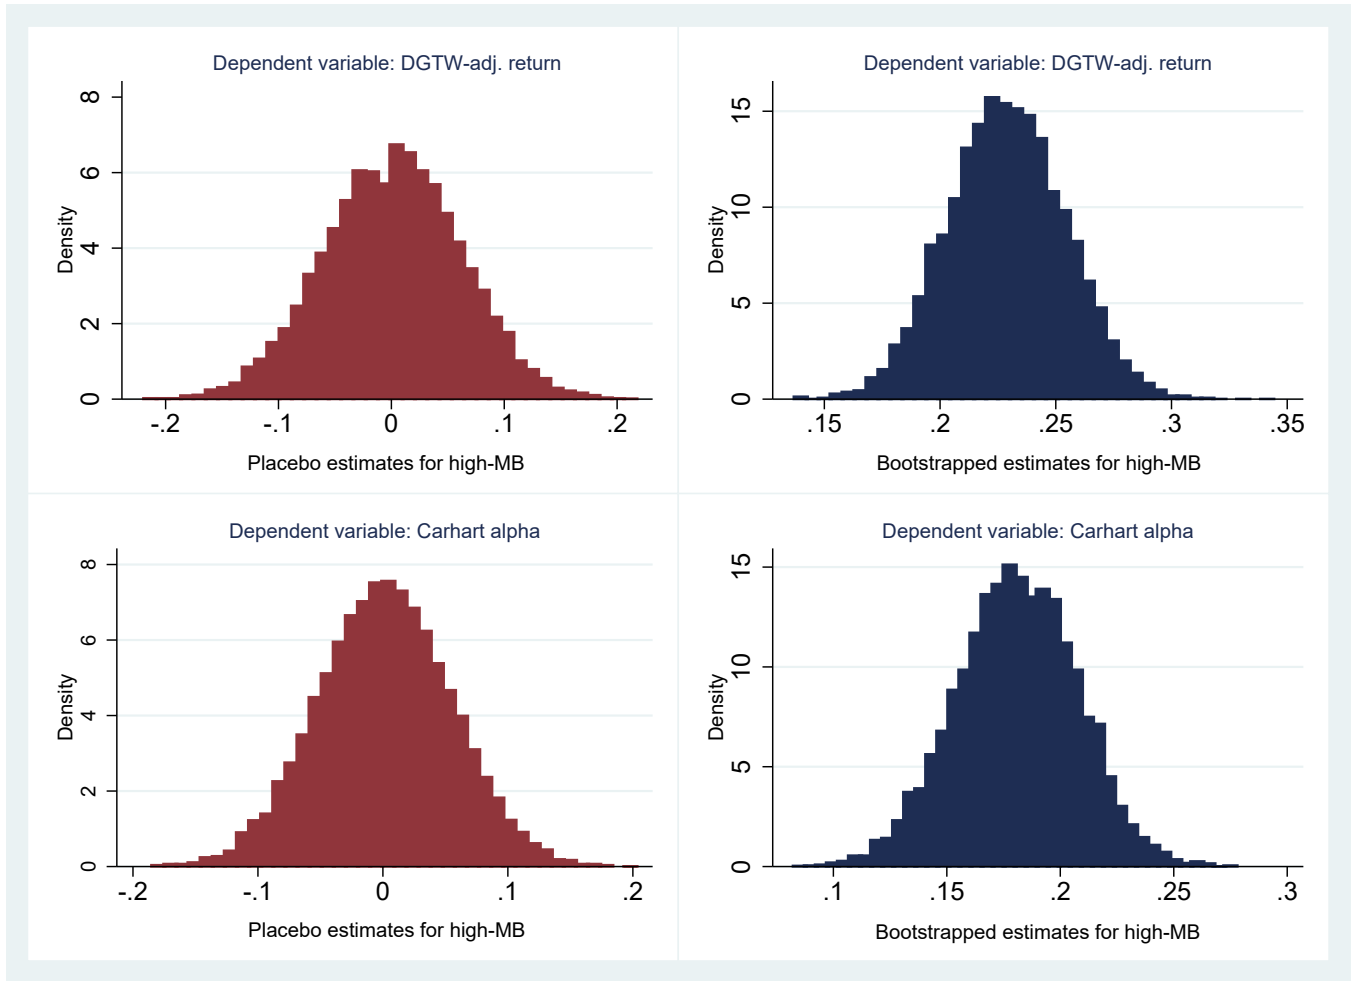 Dependent variable: DGTW-adj. return
8
6
4
2
0
Density
-.2 -.1 0 .1 .2
Placebo estimates for high-MB
Dependent variable: DGTW-adj. return
15
10
5
0
Density
.15 .2 .25 .3 .35
Bootstrapped estimates for high-MB
Dependent variable: Carhart alpha
8
6
4
2
0
Density
-.2 -.1 0 .1 .2
Placebo estimates for high-MB
Dependent variable: Carhart alpha
15
10
5
0
Density
.1 .15 .2 .25 .3
Bootstrapped estimates for high-MB